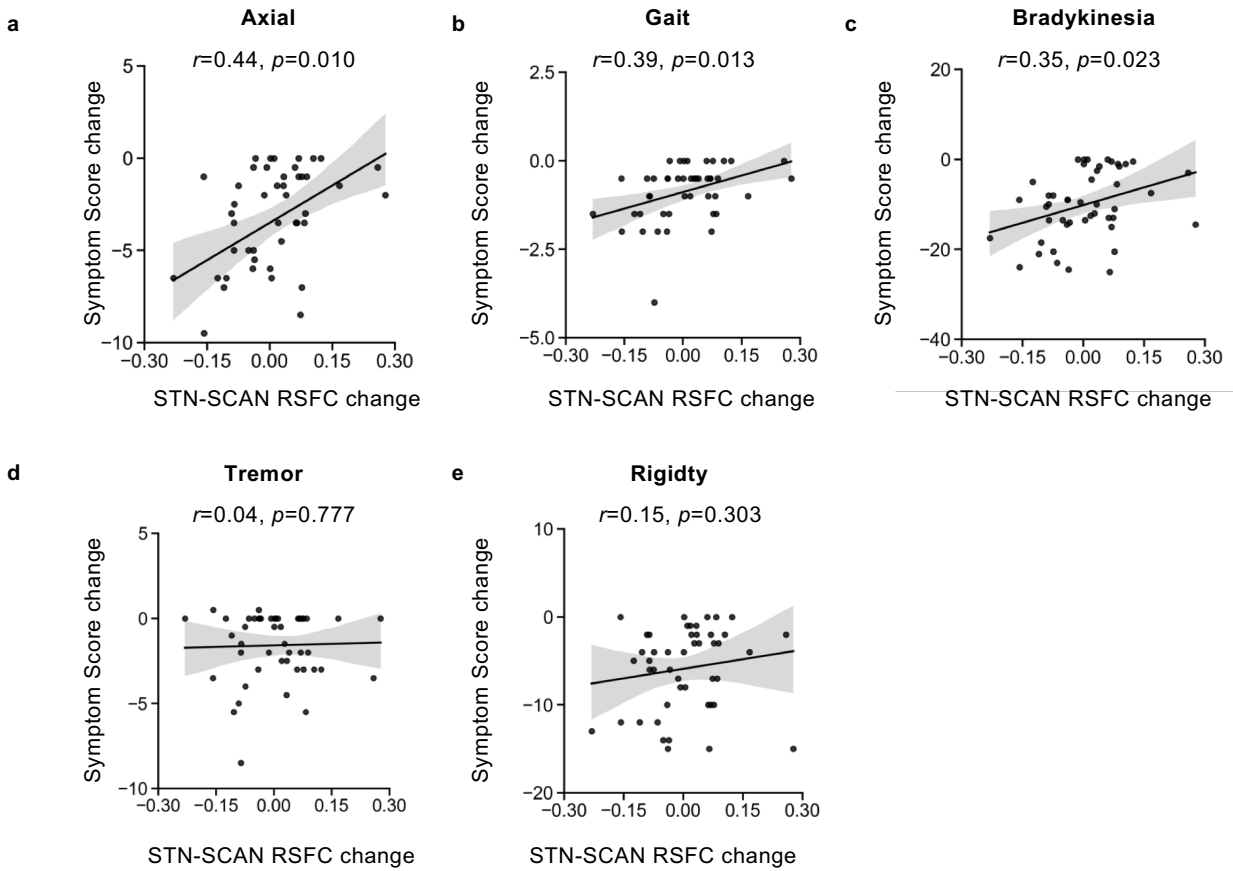 a
Axial
r=0.44, p=0.010
Symptom Score change
5
0
−5
−10
−0.30 −0.15 0.00 0.15 0.30
STN-SCAN RSFC change
b
Gait
r=0.39, p=0.013
Symptom Score change
2.5
0.0
−2.5
−5.0
−0.30 −0.15 0.00 0.15 0.30
STN-SCAN RSFC change
c
Bradykinesia
r=0.35, p=0.023
Symptom Score change
20
0
−20
−40
−0.30 −0.15 0.00 0.15 0.30
STN-SCAN RSFC change
d
Tremor
r=0.04, p=0.777
Symptom Score change
5
0
−5
−10
−0.30 −0.15 0.00 0.15 0.30
STN-SCAN RSFC change
e
Rigidty
r=0.15, p=0.303
Symptom Score change
10
0
−10
−20
−0.30 −0.15 0.00 0.15 0.30
STN-SCAN RSFC change